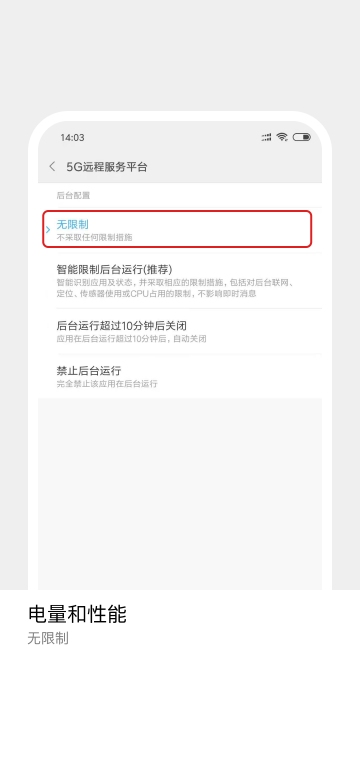 14:03
5G远程服务平台
后台配置
无限制
不采取任何限制措施
智能限制后台运行(推荐)
智能识别应用及状态，并采取相应的限制措施，包括对后台联网、
定位、传感器使用或CPU占用的限制，不影响即时消息
后台运行超过10分钟后关闭
应用在后台运行超过10分钟后，自动关闭
禁止后台运行
完全禁止该应用在后台运行
电量和性能
无限制